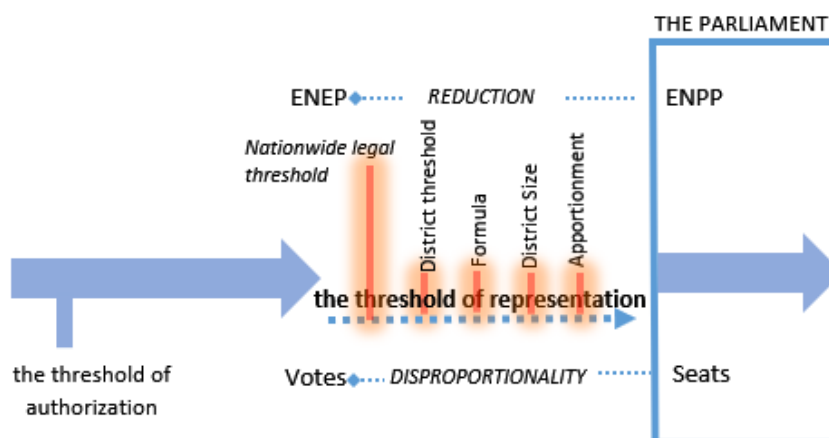 THE PARLIAMENT
ENEP
REDUCTION
ENPP
Nationwide legal
threshold
District threshold
Formula
District Size
Apportionment
the threshold of representation
the threshold of
authorization
Votes
DISPROPORTIONALITY
Seats